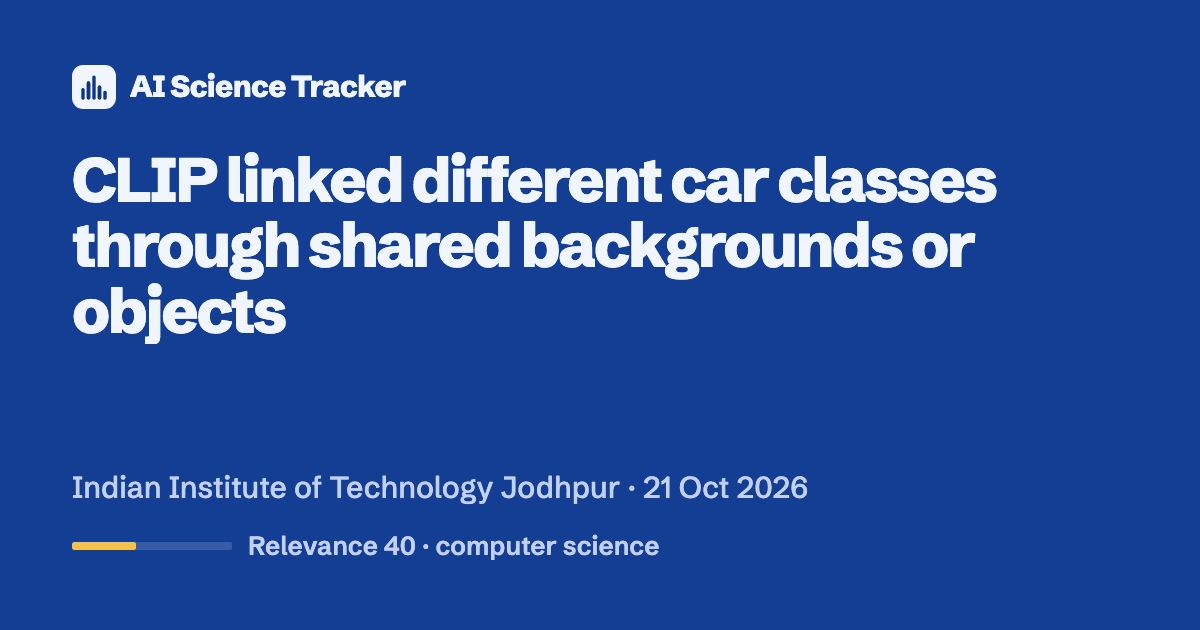 AI Science Tracker
CLIP linked different car classes
through shared backgrounds or
objects
Indian Institute of Technology Jodhpur · 21 Oct 2026
Relevance 40 · computer science